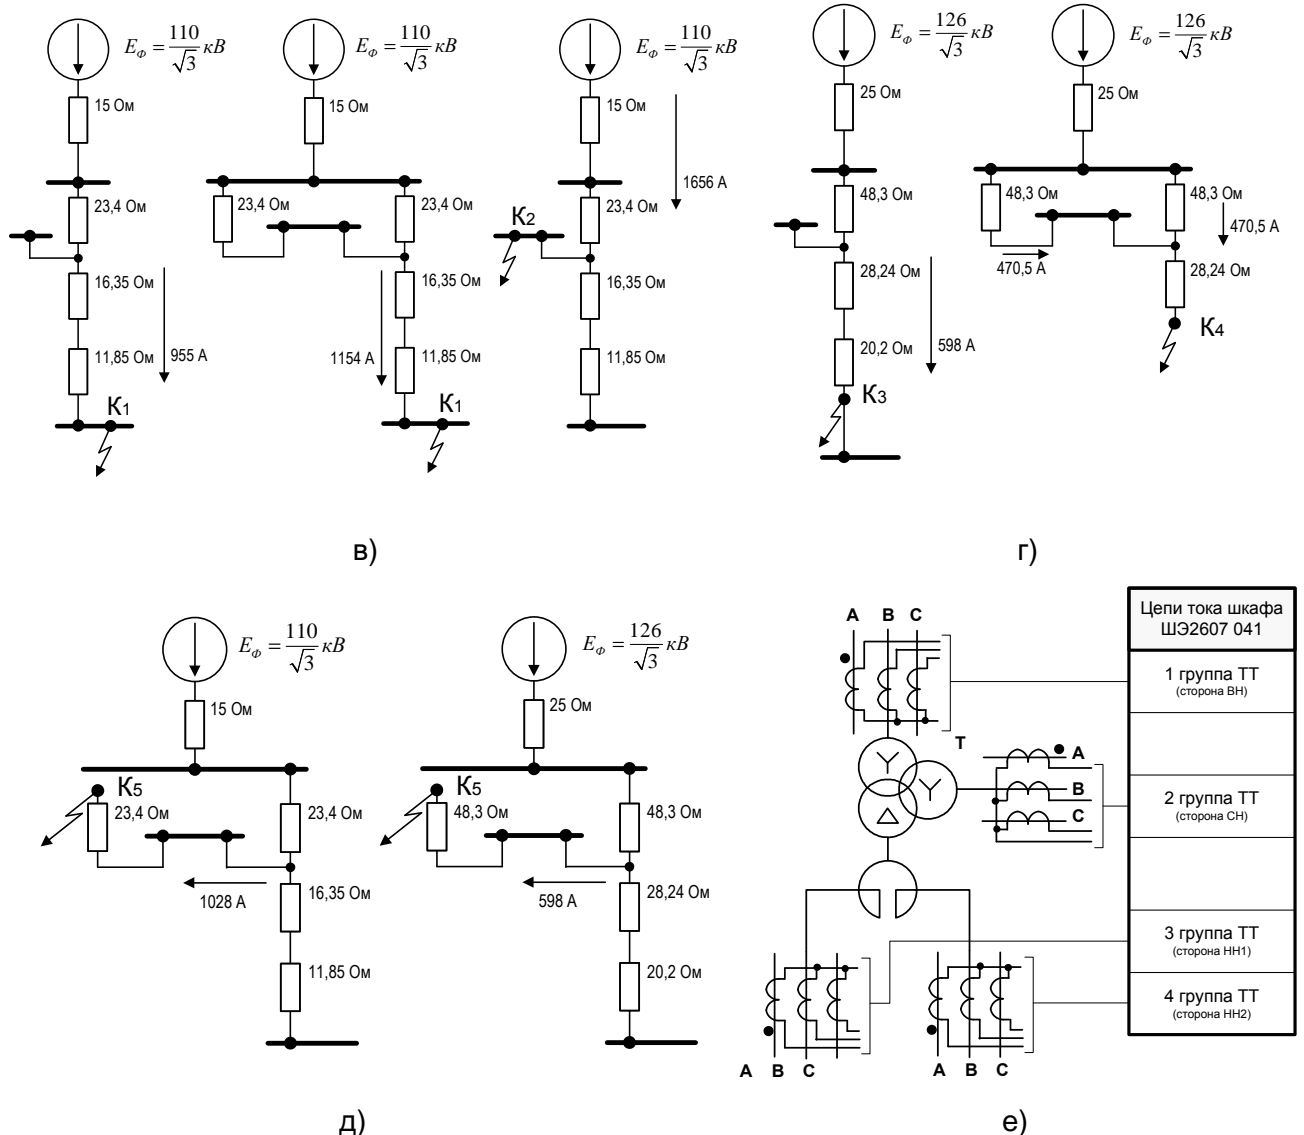 E_Ф = 110/√3 кВ
15 Ом
23,4 Ом
16,35 Ом
11,85 Ом
955 А
К1
E_Ф = 110/√3 кВ
15 Ом
23,4 Ом
23,4 Ом
16,35 Ом
1154 А
11,85 Ом
К1
E_Ф = 110/√3 кВ
15 Ом
1656 А
К2
23,4 Ом
16,35 Ом
11,85 Ом
в)
E_Ф = 126/√3 кВ
25 Ом
48,3 Ом
28,24 Ом
20,2 Ом
598 А
К3
E_Ф = 126/√3 кВ
25 Ом
48,3 Ом
48,3 Ом
470,5 А
470,5 А
28,24 Ом
К4
г)
E_Ф = 110/√3 кВ
15 Ом
К5
23,4 Ом
23,4 Ом
1028 А
16,35 Ом
11,85 Ом
E_Ф = 126/√3 кВ
25 Ом
К5
48,3 Ом
48,3 Ом
598 А
28,24 Ом
20,2 Ом
д)
А В С
Т
А
В
С
А В С
А В С
Цепи тока шкафа
ШЭ2607 041
1 группа ТТ
(сторона ВН)
2 группа ТТ
(сторона СН)
3 группа ТТ
(сторона НН1)
4 группа ТТ
(сторона НН2)
е)